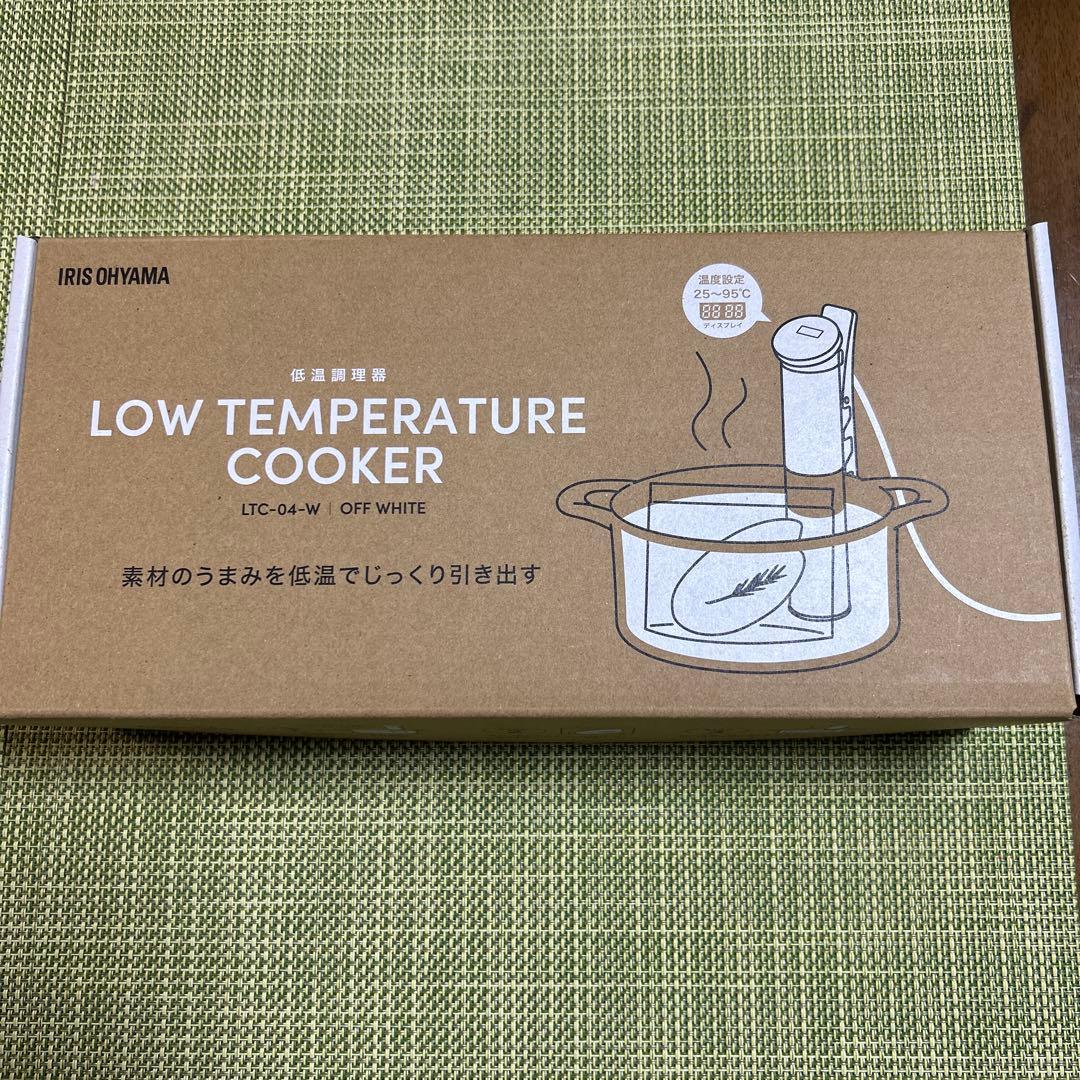 IRIS OHYAMA
温度設定
25〜95℃
88 88
ディスプレイ
低温調理器
LOW TEMPERATURE
COOKER
LTC-04-W | OFF WHITE
素材のうまみを低温でじっくり引き出す